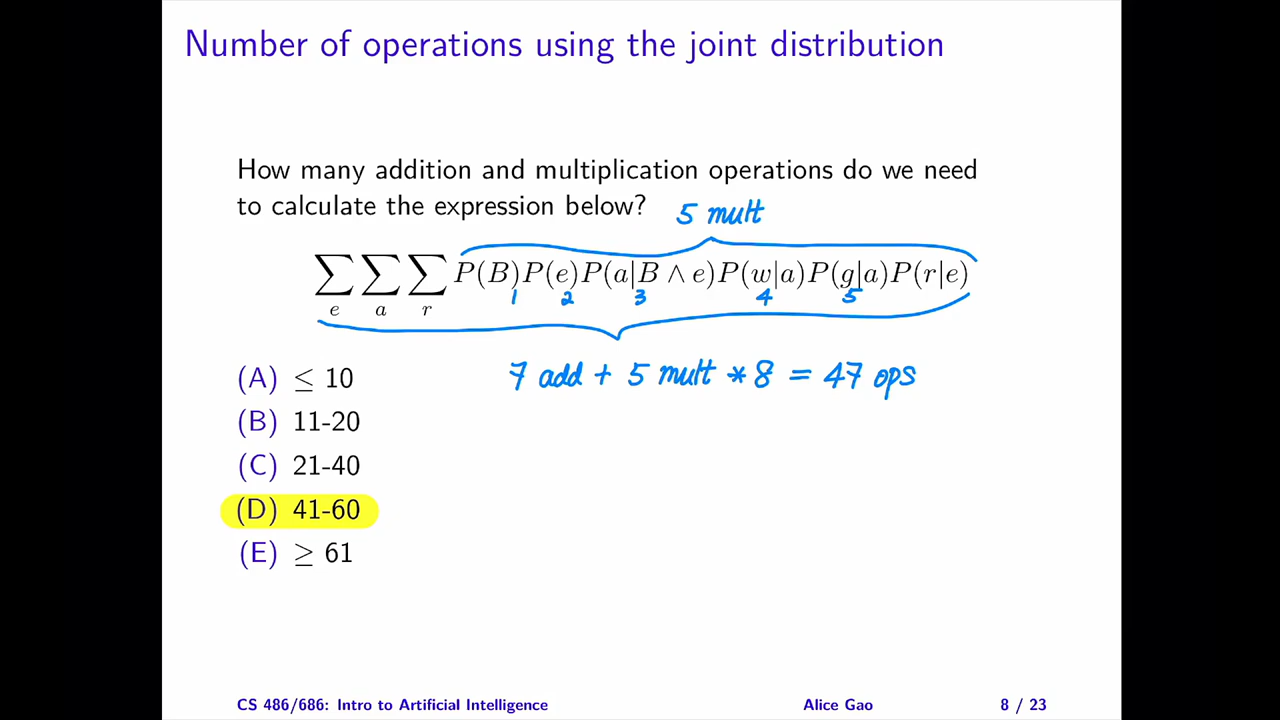 Number of operations using the joint distribution
How many addition and multiplication operations do we need
to calculate the expression below?
5 mult
∑ ∑ ∑ P(B)P(e)P(a|B ∧ e)P(w|a)P(g|a)P(r|e)
e a r
1 2 3 4 5
(A) ≤ 10
7 add + 5 mult * 8 = 47 ops
(B) 11-20
(C) 21-40
(D) 41-60
(E) ≥ 61
CS 486/686: Intro to Artificial Intelligence
Alice Gao
8 / 23